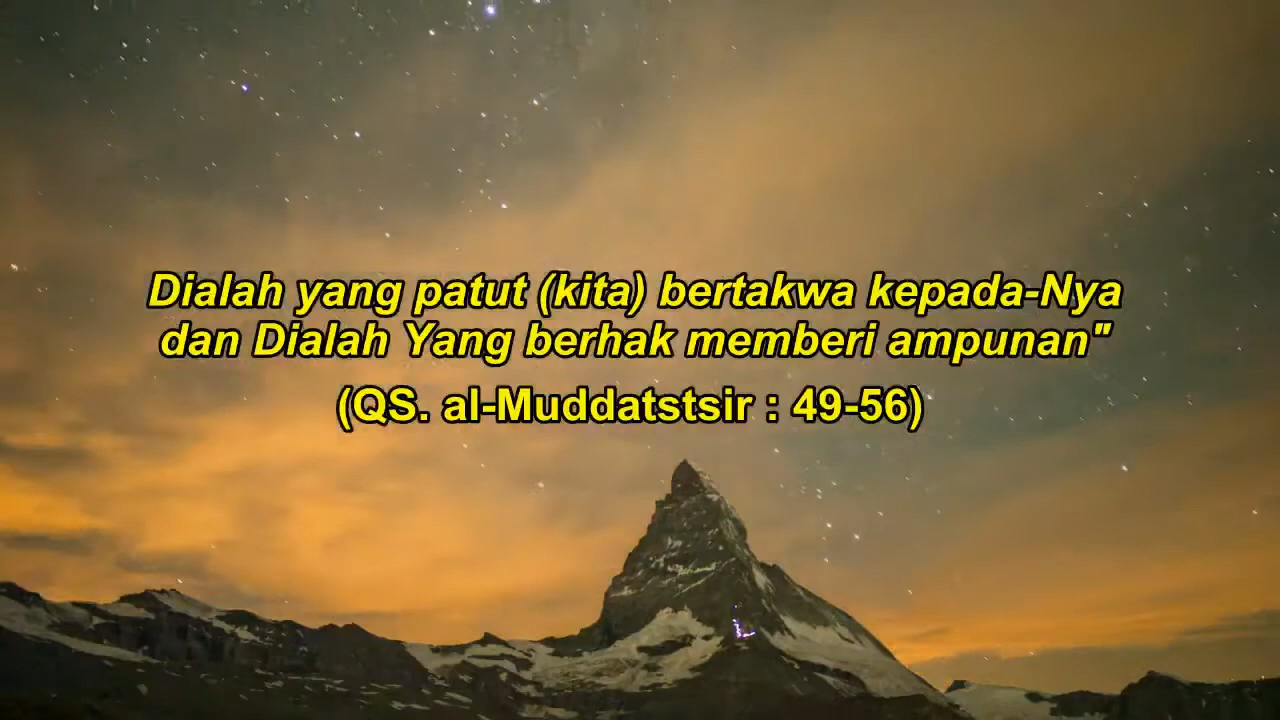 Dialah yang patut (kita) bertakwa kepada-Nya
dan Dialah Yang berhak memberi ampunan"
(QS. al-Muddatstsir : 49-56)